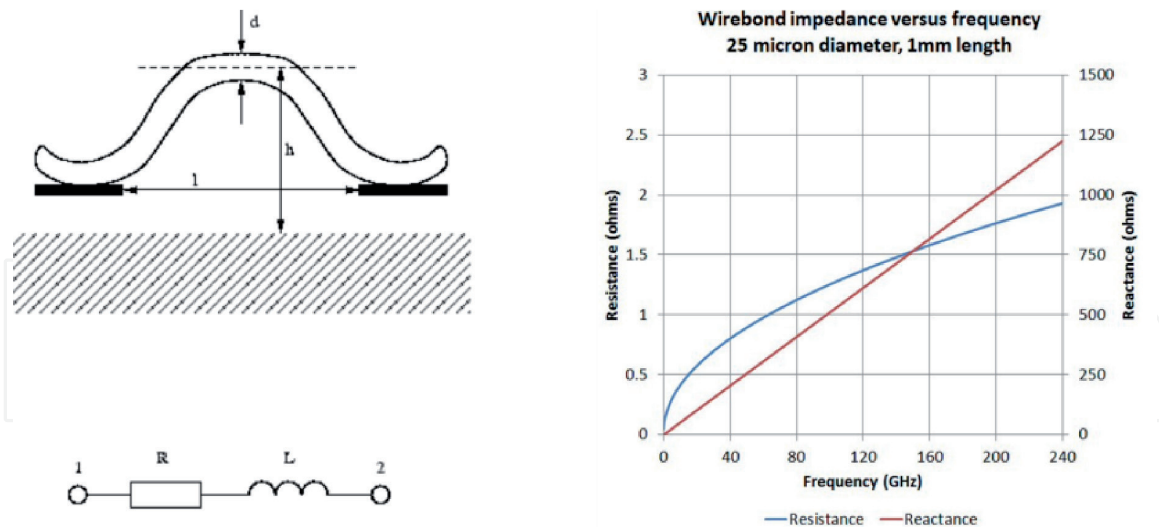 d
h
l
1
R
L
2
Wirebond impedance versus frequency
25 micron diameter, 1mm length
3
2.5
2
1.5
1
0.5
0
Resistance (ohms)
1500
1250
1000
750
500
250
0
Reactance (ohms)
0 40 80 120 160 200 240
Frequency (GHz)
Resistance Reactance